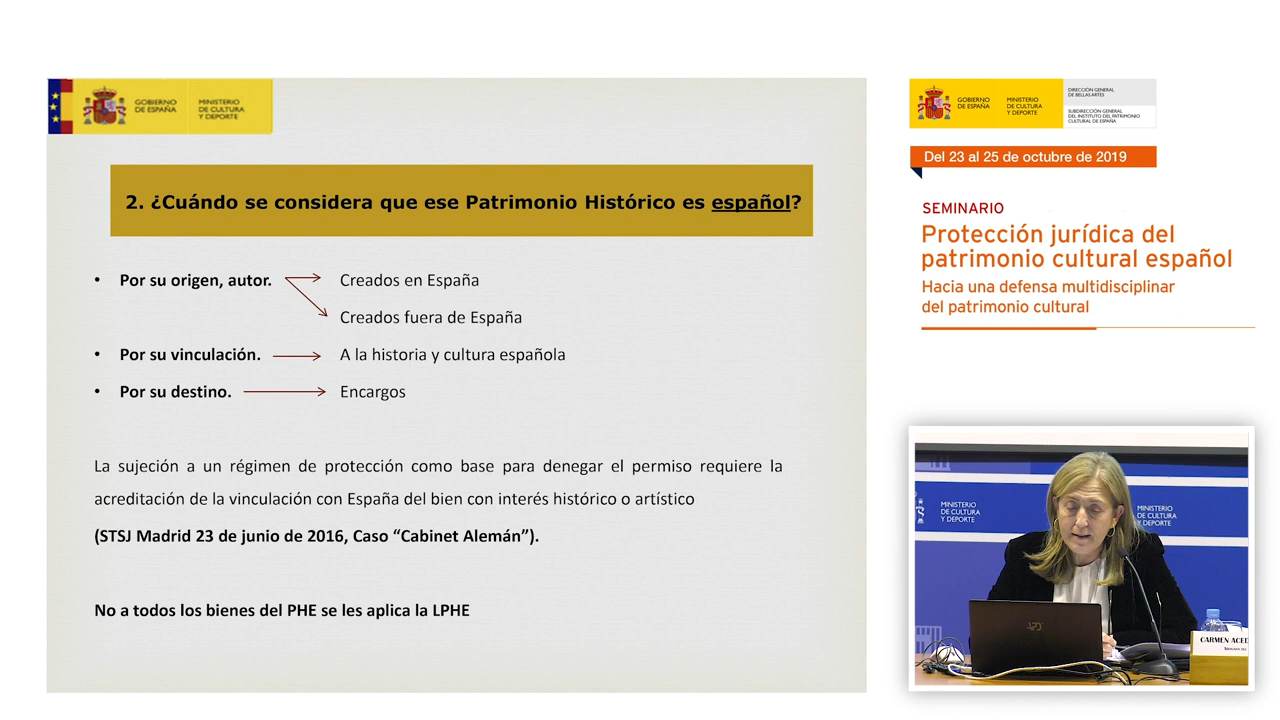 GOBIERNO
DE ESPAÑA
MINISTERIO
DE CULTURA
Y DEPORTE
2. ¿Cuándo se considera que ese Patrimonio Histórico es español?
• Por su origen, autor. Creados en España
Creados fuera de España
• Por su vinculación. A la historia y cultura española
• Por su destino. Encargos
La sujeción a un régimen de protección como base para denegar el permiso requiere la
acreditación de la vinculación con España del bien con interés histórico o artístico
(STSJ Madrid 23 de junio de 2016, Caso “Cabinet Alemán”).
No a todos los bienes del PHE se les aplica la LPHE
GOBIERNO
DE ESPAÑA
MINISTERIO
DE CULTURA
Y DEPORTE
DIRECCIÓN GENERAL
DE BELLAS ARTES
SUBDIRECCIÓN GENERAL
DEL INSTITUTO DEL PATRIMONIO
CULTURAL DE ESPAÑA
Del 23 al 25 de octubre de 2019
SEMINARIO
Protección jurídica del
patrimonio cultural español
Hacia una defensa multidisciplinar
del patrimonio cultural
MINISTERIO
DE CULTURA
Y DEPORTE
MINISTERIO
DE CULTURA
Y DEPORTE
CARMEN ACED